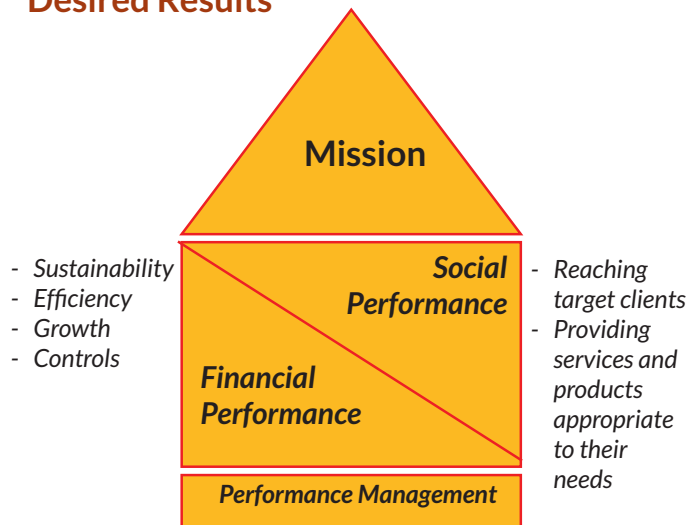 Desired Results
Mission
- Sustainability
- Efficiency
- Growth
- Controls
Social
Performance
Financial
Performance
- Reaching
target clients
- Providing
services and
products
appropriate
to their
needs
Performance Management